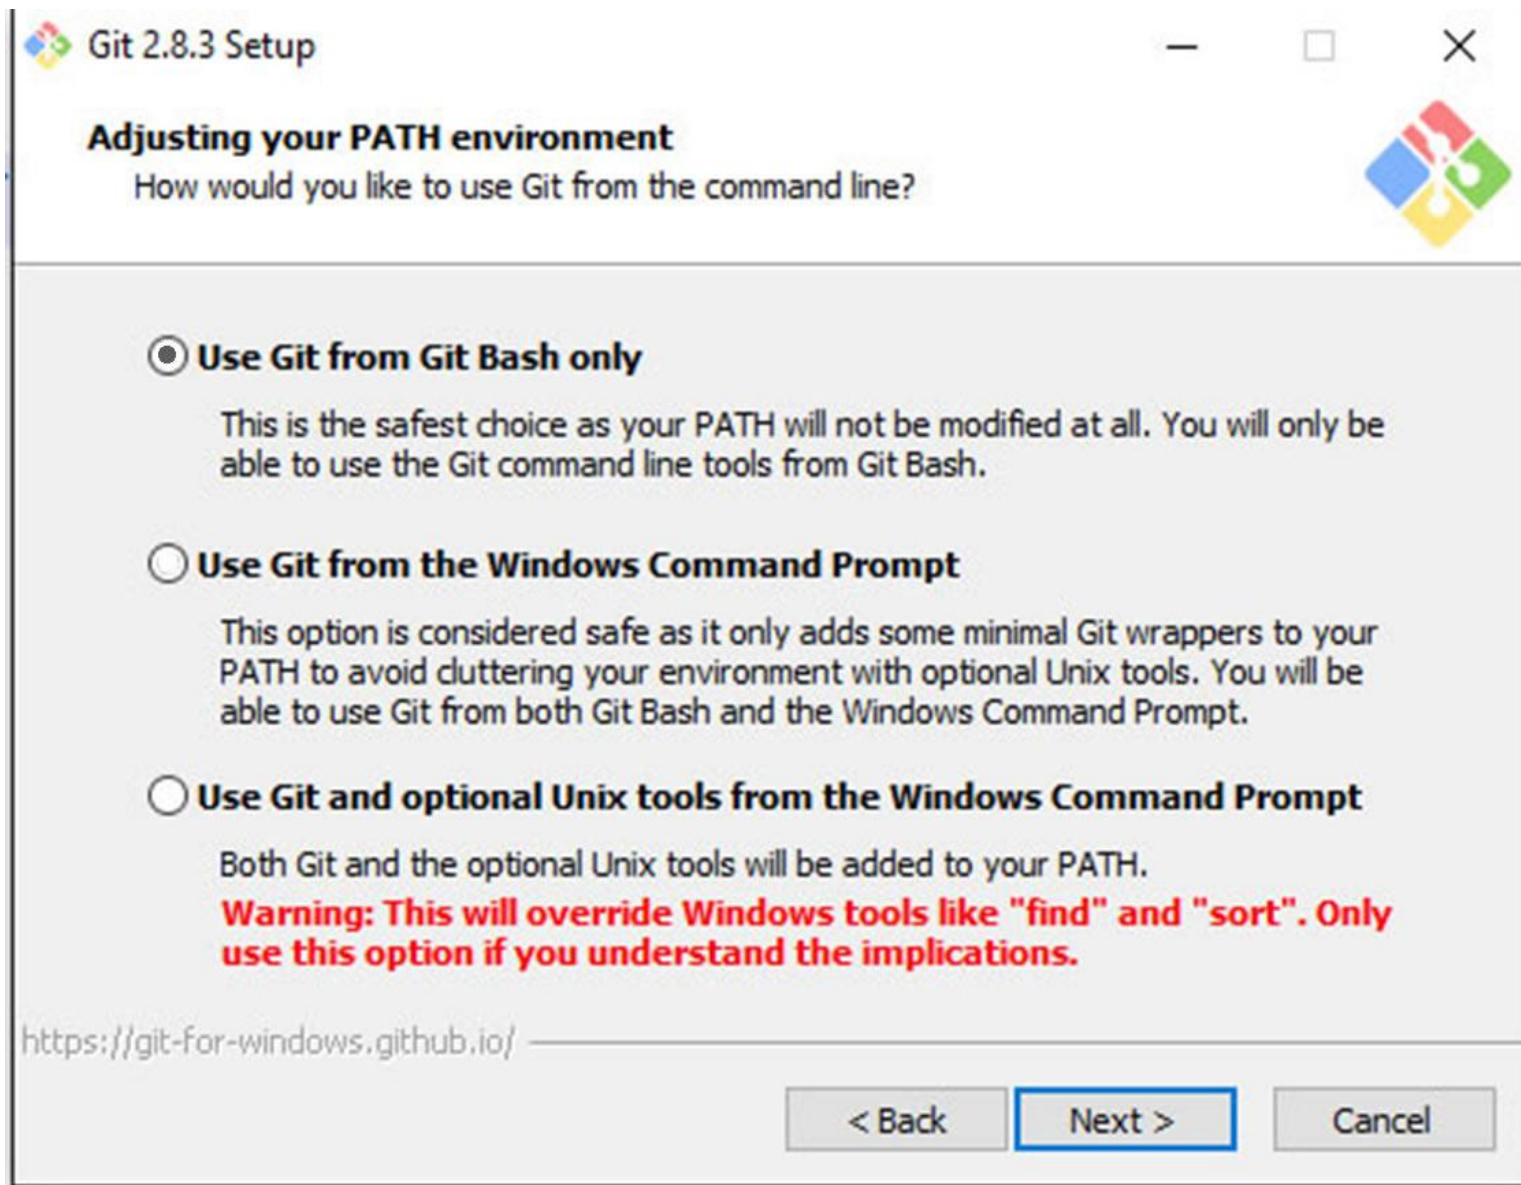 Git 2.8.3 Setup
Adjusting your PATH environment
How would you like to use Git from the command line?
Use Git from Git Bash only
This is the safest choice as your PATH will not be modified at all. You will only be
able to use the Git command line tools from Git Bash.
Use Git from the Windows Command Prompt
This option is considered safe as it only adds some minimal Git wrappers to your
PATH to avoid cluttering your environment with optional Unix tools. You will be
able to use Git from both Git Bash and the Windows Command Prompt.
Use Git and optional Unix tools from the Windows Command Prompt
Both Git and the optional Unix tools will be added to your PATH.
Warning: This will override Windows tools like "find" and "sort". Only
use this option if you understand the implications.
https://git-for-windows.github.io/
< Back Next > Cancel